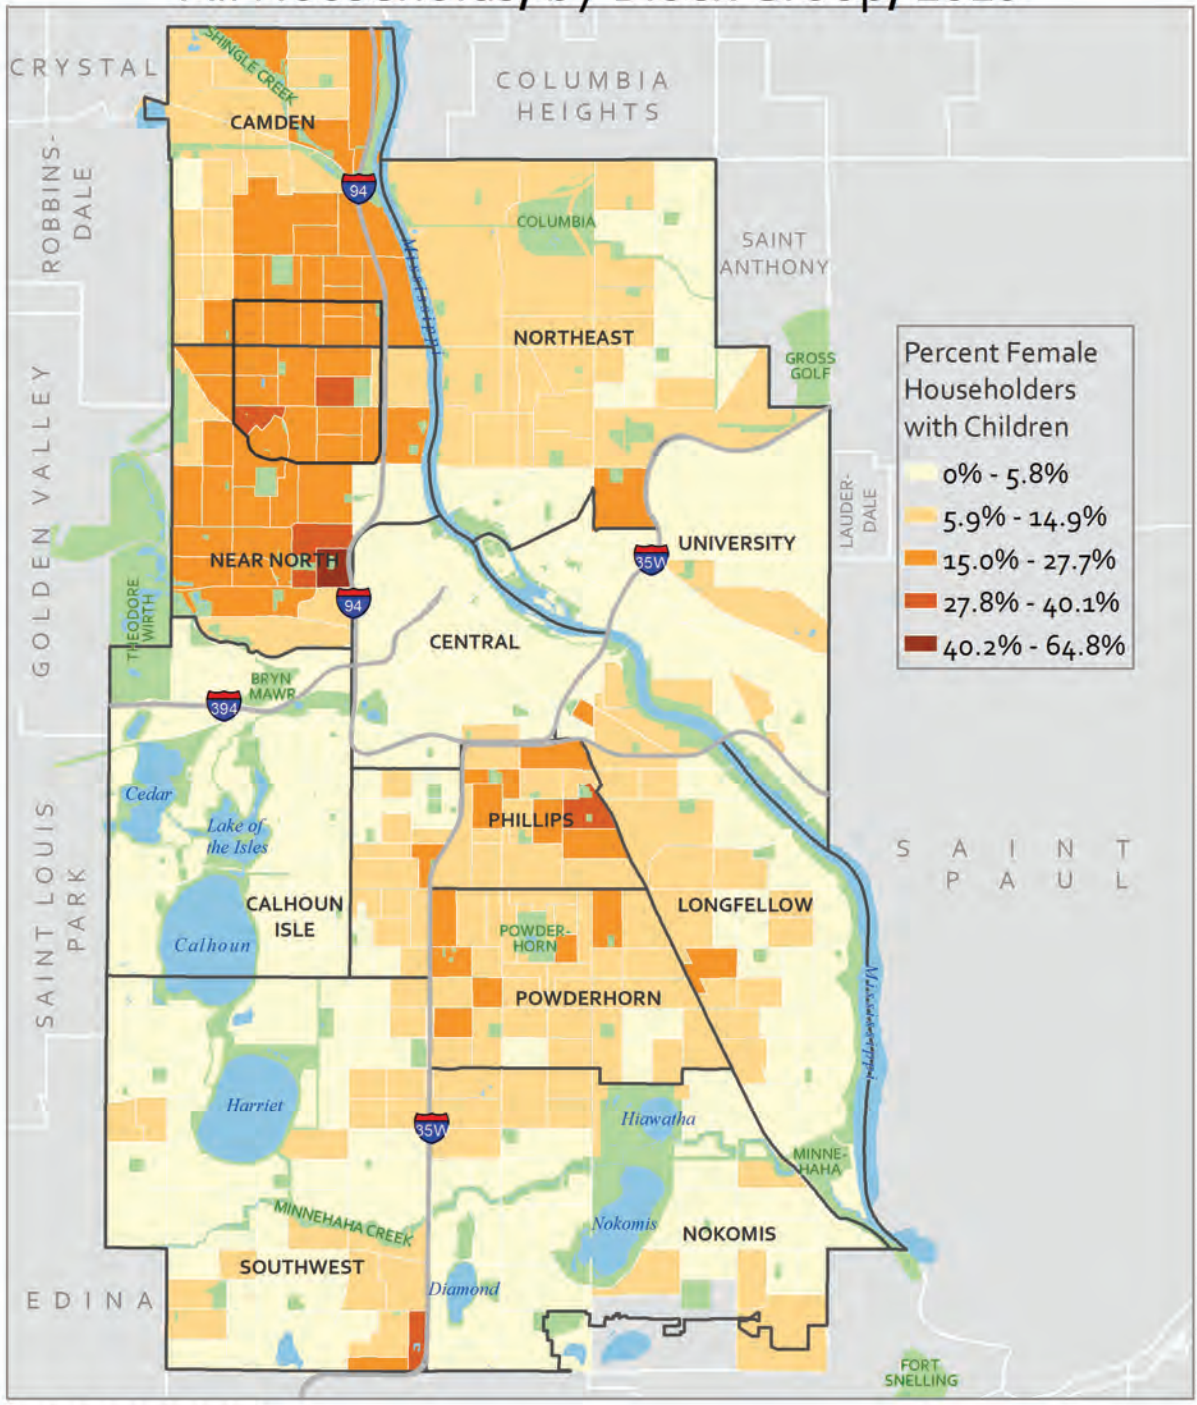 CRYSTAL
SHINGLE CREEK
CAMDEN
COLUMBIA
HEIGHTS
ROBBINS-
DALE
94
COLUMBIA
SAINT
ANTHONY
Mississippi
NORTHEAST
GROSS
GOLF
Percent Female
Householders
with Children
0% - 5.8%
5.9% - 14.9%
15.0% - 27.7%
27.8% - 40.1%
40.2% - 64.8%
GOLDEN VALLEY
LAUDER-
DALE
UNIVERSITY
35W
NEAR NORTH
94
THEODORE
WIRTH
CENTRAL
BRYN
MAWR
394
Cedar
Lake of
the Isles
PHILLIPS
SAINT LOUIS
PARK
SAINT
PAUL
CALHOUN
ISLE
LONGFELLOW
Calhoun
POWDER-
HORN
POWDERHORN
Mississippi
Harriet
35W
Hiawatha
MINNE-
HAHA
MINNEHAHA CREEK
Nokomis
NOKOMIS
SOUTHWEST
Diamond
EDINA
FORT
SNELLING